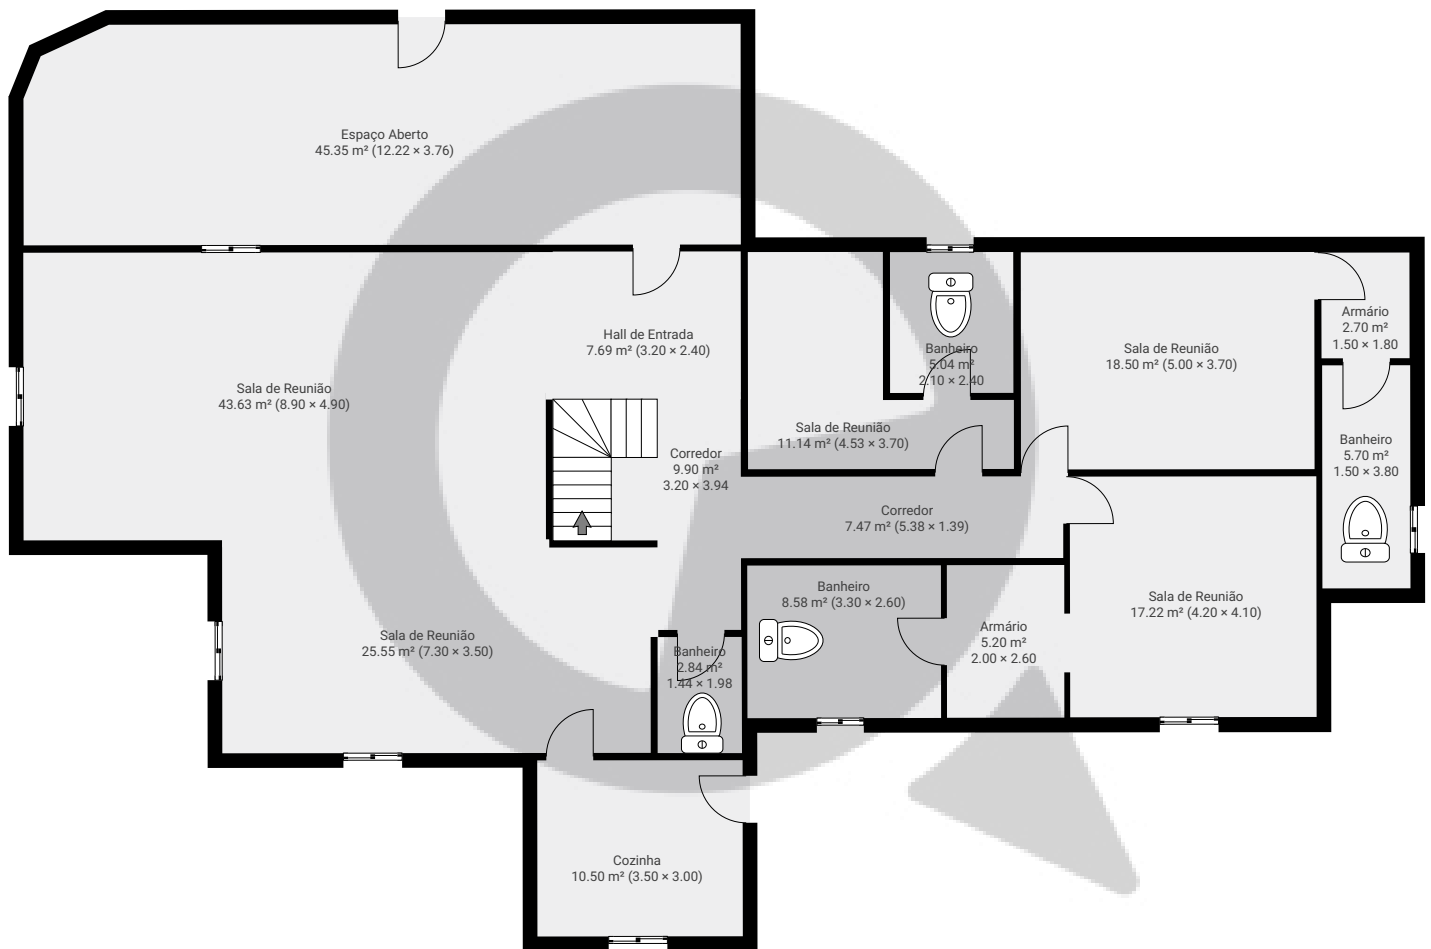 Espaço Aberto
45.35 m² (12.22 × 3.76)
Hall de Entrada
7.69 m² (3.20 × 2.40)
Sala de Reunião
43.63 m² (8.90 × 4.90)
Banheiro
5.04 m²
2.10 × 2.40
Sala de Reunião
18.50 m² (5.00 × 3.70)
Armário
2.70 m²
1.50 × 1.80
Sala de Reunião
11.14 m² (4.53 × 3.70)
Corredor
9.90 m²
3.20 × 3.94
Banheiro
5.70 m²
1.50 × 3.80
Corredor
7.47 m² (5.38 × 1.39)
Banheiro
8.58 m² (3.30 × 2.60)
Sala de Reunião
17.22 m² (4.20 × 4.10)
Armário
5.20 m²
2.00 × 2.60
Sala de Reunião
25.55 m² (7.30 × 3.50)
Banheiro
2.84 m²
1.44 × 1.98
Cozinha
10.50 m² (3.50 × 3.00)